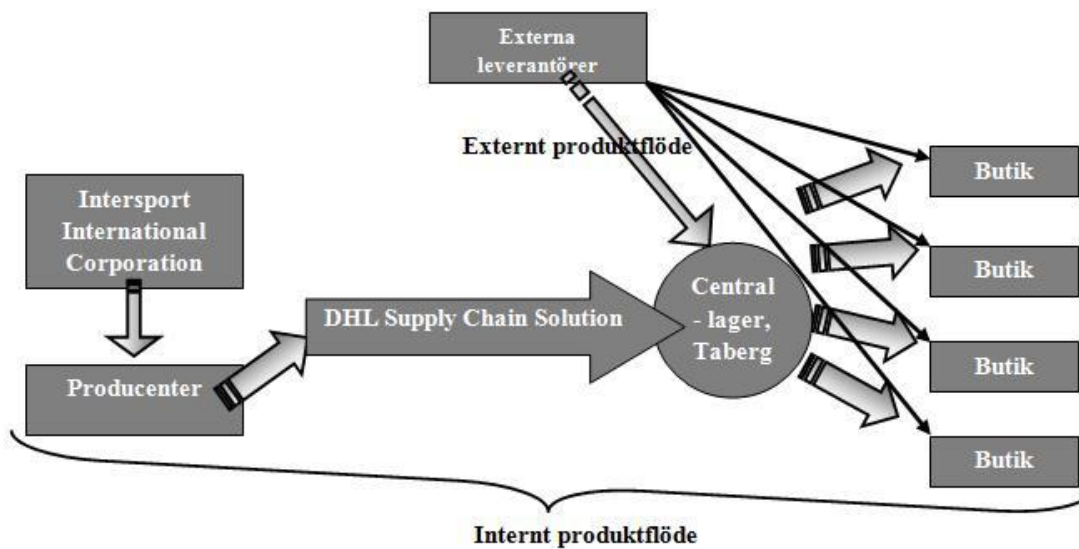 Externa
leverantörer
Externt produktflöde
Butik
Intersport
International
Corporation
Butik
Central
- lager,
Taberg
DHL Supply Chain Solution
Butik
Producenter
Butik
Internt produktflöde